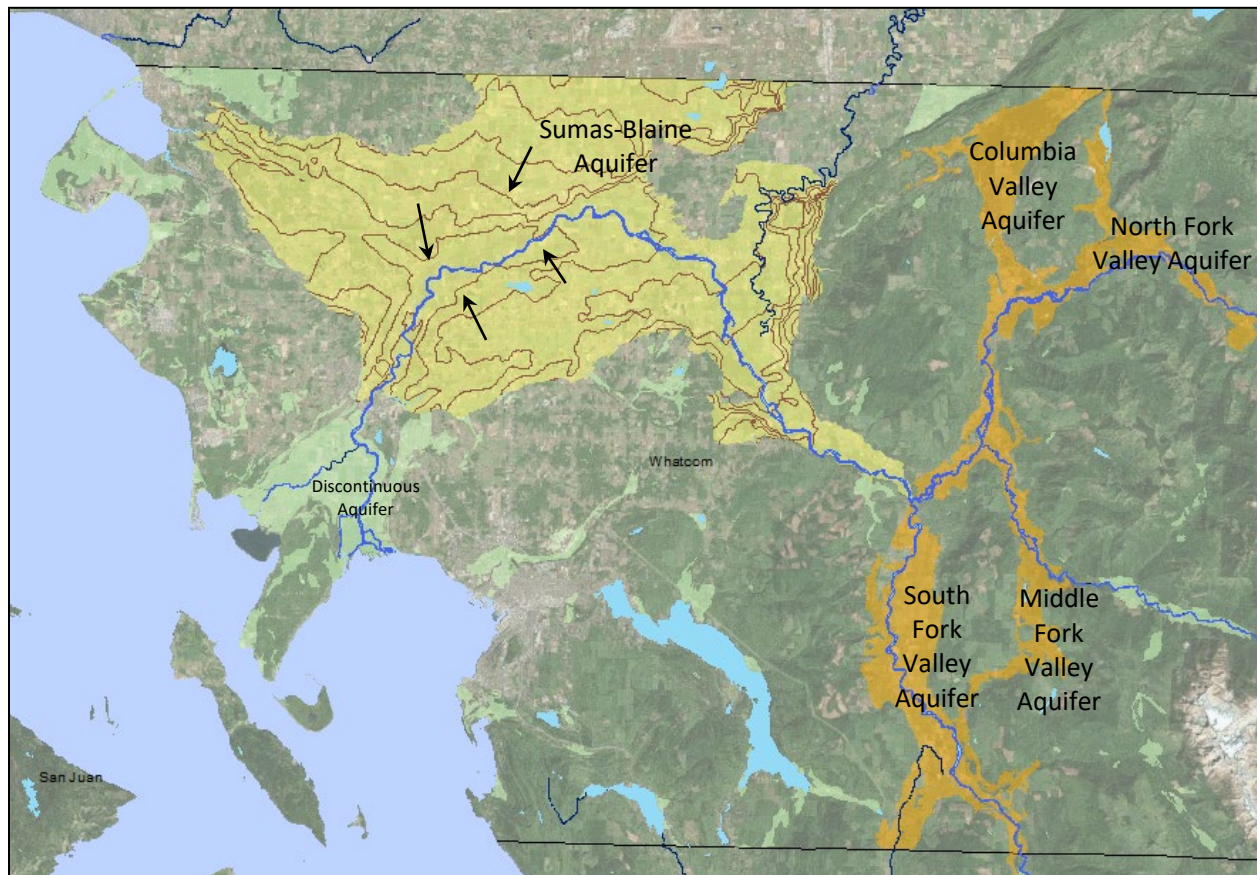 Sumas-Blaine
Aquifer
Columbia
Valley
Aquifer
North Fork
Valley Aquifer
Whatcom
Discontinuous
Aquifer
South
Fork
Valley
Aquifer
Middle
Fork
Valley
Aquifer
San Juan